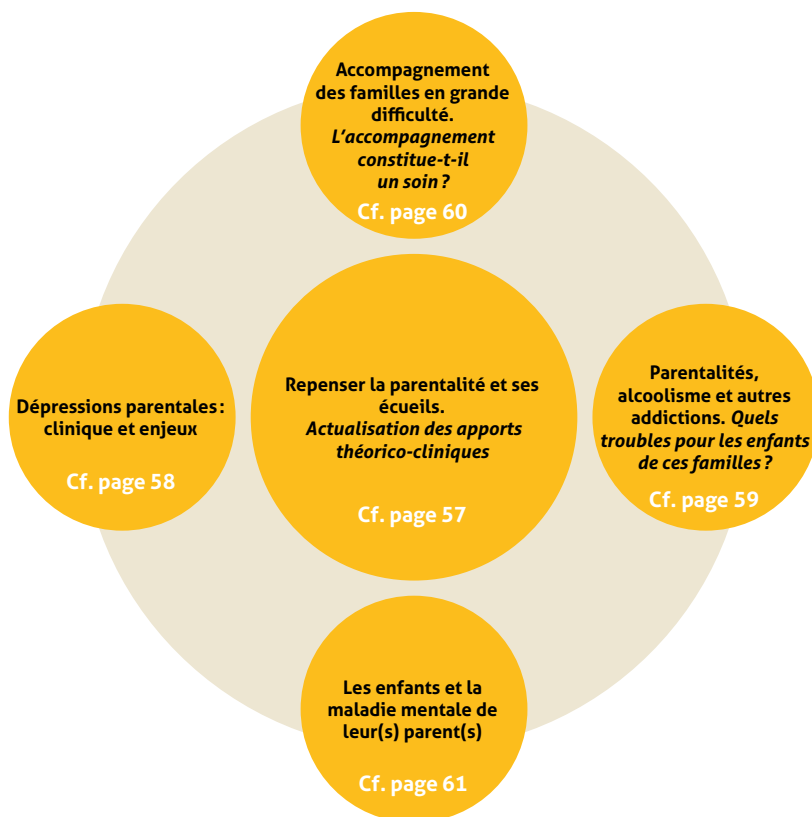 Accompagnement
des familles en grande
difficulté.
L'accompagnement
constitue-t-il
un soin ?
Cf. page 60
Dépressions parentales :
clinique et enjeux
Cf. page 58
Repenser la parentalité et ses
écueils.
Actualisation des apports
théorico-cliniques
Cf. page 57
Parentalités,
alcoolisme et autres
addictions. Quels
troubles pour les enfants
de ces familles ?
Cf. page 59
Les enfants et la
maladie mentale de
leur(s) parent(s)
Cf. page 61